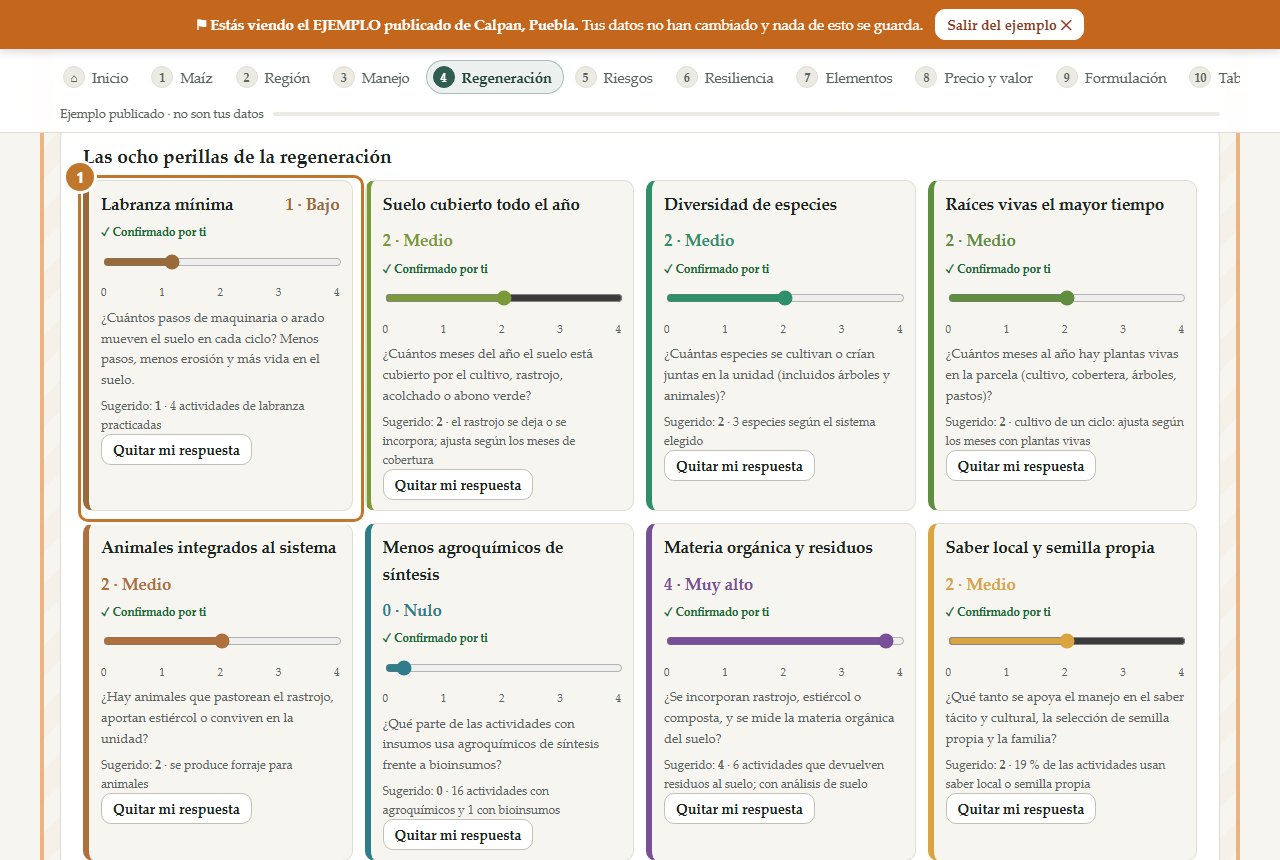 ⚑ Estás viendo el EJEMPLO publicado de Calpan, Puebla. Tus datos no han cambiado y nada de esto se guarda. Salir del ejemplo ✕
⌂ Inicio 1 Maíz 2 Región 3 Manejo 4 Regeneración 5 Riesgos 6 Resiliencia 7 Elementos 8 Precio y valor 9 Formulación 10 Tab
Ejemplo publicado · no son tus datos
Las ocho perillas de la regeneración
1
Labranza mínima 1 · Bajo
✓ Confirmado por ti
0 1 2 3 4
¿Cuántos pasos de maquinaria o arado
mueven el suelo en cada ciclo? Menos
pasos, menos erosión y más vida en el
suelo.
Sugerido: 1 · 4 actividades de labranza
practicadas
Quitar mi respuesta
Suelo cubierto todo el año
2 · Medio
✓ Confirmado por ti
0 1 2 3 4
¿Cuántos meses del año el suelo está
cubierto por el cultivo, rastrojo,
acolchado o abono verde?
Sugerido: 2 · el rastrojo se deja o se
incorpora; ajusta según los meses de
cobertura
Quitar mi respuesta
Diversidad de especies
2 · Medio
✓ Confirmado por ti
0 1 2 3 4
¿Cuántas especies se cultivan o crían
juntas en la unidad (incluidos árboles y
animales)?
Sugerido: 2 · 3 especies según el sistema
elegido
Quitar mi respuesta
Raíces vivas el mayor tiempo
2 · Medio
✓ Confirmado por ti
0 1 2 3 4
¿Cuántos meses al año hay plantas vivas
en la parcela (cultivo, cobertera, árboles,
pastos)?
Sugerido: 2 · cultivo de un ciclo: ajusta según
los meses con plantas vivas
Quitar mi respuesta
Animales integrados al sistema
2 · Medio
✓ Confirmado por ti
0 1 2 3 4
¿Hay animales que pastorean el rastrojo,
aportan estiércol o conviven en la
unidad?
Sugerido: 2 · se produce forraje para
animales
Quitar mi respuesta
Menos agroquímicos de
síntesis
0 · Nulo
✓ Confirmado por ti
0 1 2 3 4
¿Qué parte de las actividades con
insumos usa agroquímicos de síntesis
frente a bioinsumos?
Sugerido: 0 · 16 actividades con
agroquímicos y 1 con bioinsumos
Quitar mi respuesta
Materia orgánica y residuos
4 · Muy alto
✓ Confirmado por ti
0 1 2 3 4
¿Se incorporan rastrojo, estiércol o
composta, y se mide la materia orgánica
del suelo?
Sugerido: 4 · 6 actividades que devuelven
residuos al suelo; con análisis de suelo
Quitar mi respuesta
Saber local y semilla propia
2 · Medio
✓ Confirmado por ti
0 1 2 3 4
¿Qué tanto se apoya el manejo en el saber
tácito y cultural, la selección de semilla
propia y la familia?
Sugerido: 2 · 19 % de las actividades usan
saber local o semilla propia
Quitar mi respuesta